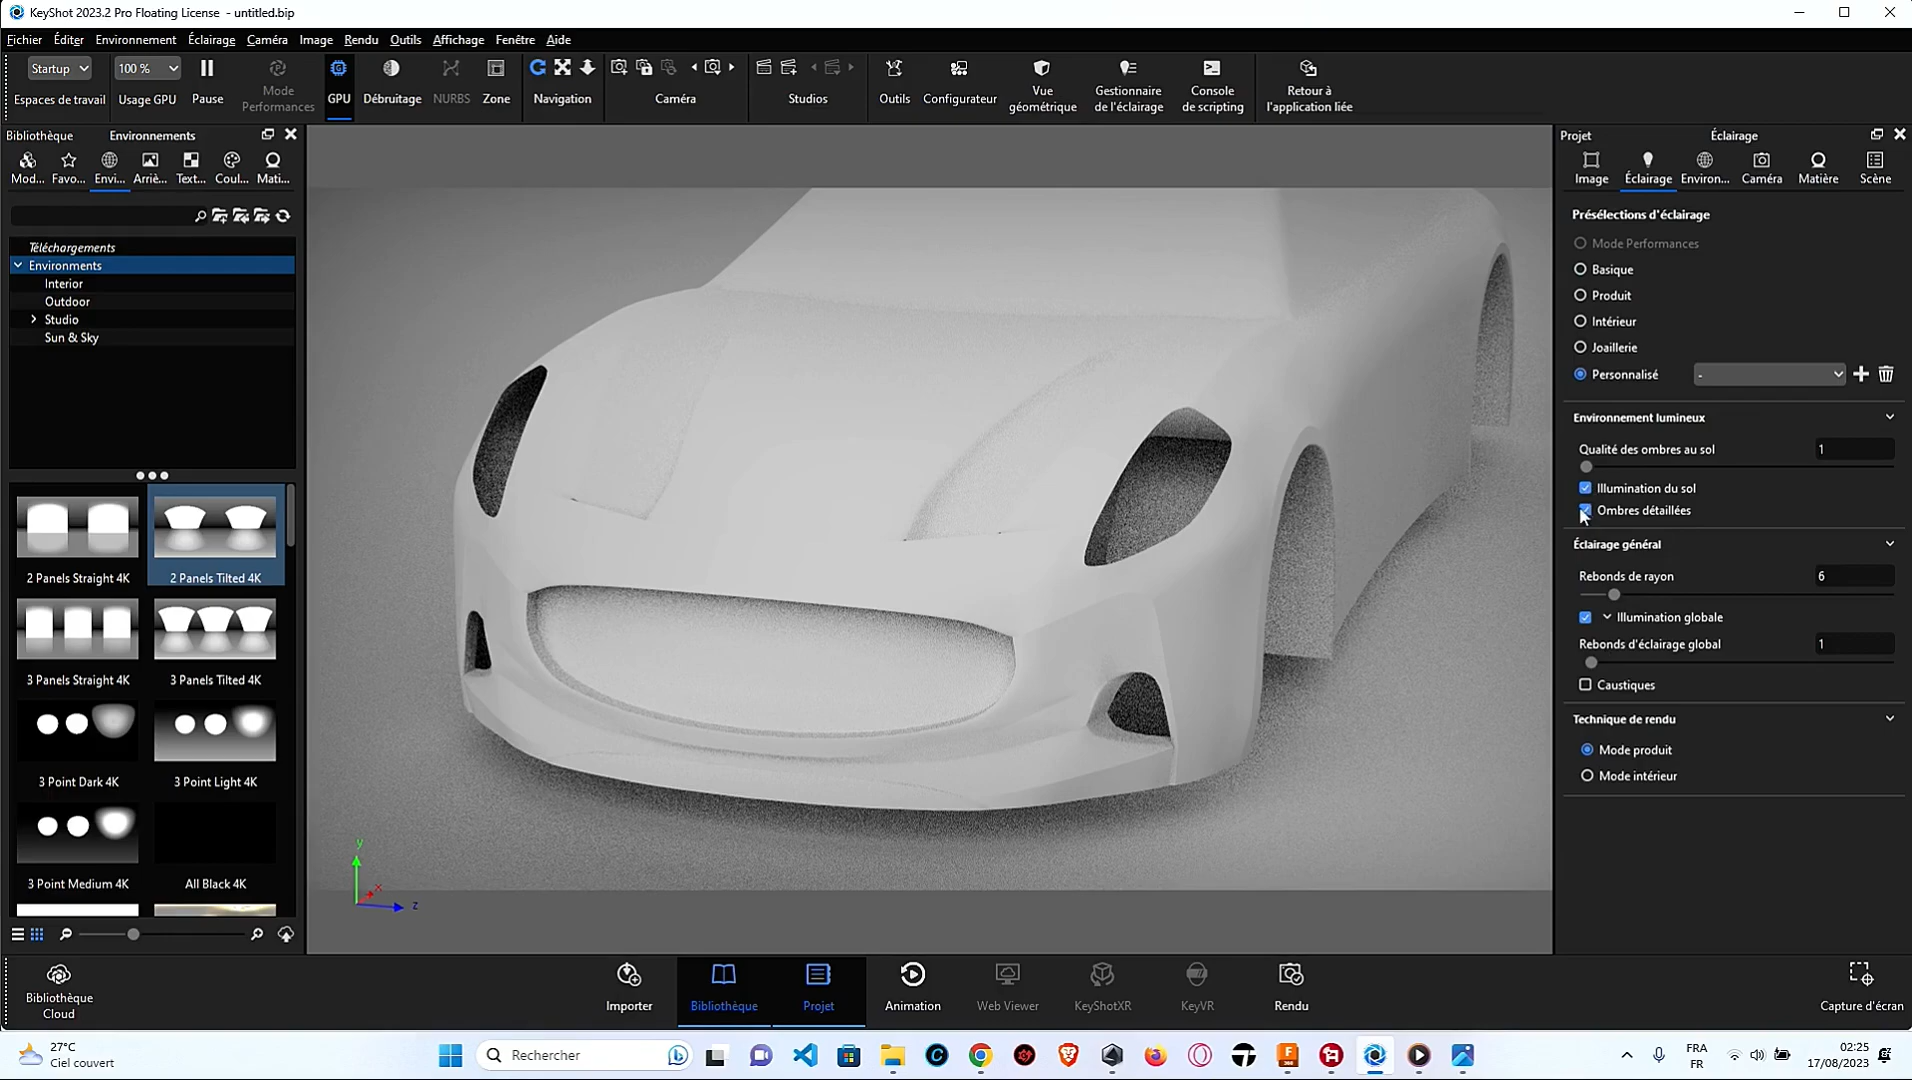 KeyShot 2023.2 Pro Floating License - untitled.bip
Fichier Éditer Environnement Éclairage Caméra Image Rendu Outils Affichage Fenêtre Aide
Startup 100 %
Espaces de travail Usage GPU Pause Mode Performances GPU Débruitage NURBS Zone Navigation Caméra Studios Outils Configurateur Vue géométrique Gestionnaire de l'éclairage Console de scripting Retour à l'application liée
Bibliothèque Environnements
Mod... Favo... Envi... Arriè... Text... Coul... Mati...
Téléchargements
Environments
Interior
Outdoor
Studio
Sun & Sky
2 Panels Straight 4K 2 Panels Tilted 4K
3 Panels Straight 4K 3 Panels Tilted 4K
3 Point Dark 4K 3 Point Light 4K
3 Point Medium 4K All Black 4K
y
x
z
Projet Éclairage
Image Éclairage Environ... Caméra Matière Scène
Présélections d'éclairage
Mode Performances
Basique
Produit
Intérieur
Joaillerie
Personnalisé -
Environnement lumineux
Qualité des ombres au sol 1
Illumination du sol
Ombres détaillées
Éclairage général
Rebonds de rayon 6
Illumination globale
Rebonds d'éclairage global 1
Caustiques
Technique de rendu
Mode produit
Mode intérieur
Bibliothèque Cloud Importer Bibliothèque Projet Animation Web Viewer KeyShotXR KeyVR Rendu Capture d'écran
27°C
Ciel couvert
Rechercher
FRA
FR
02:25
17/08/2023